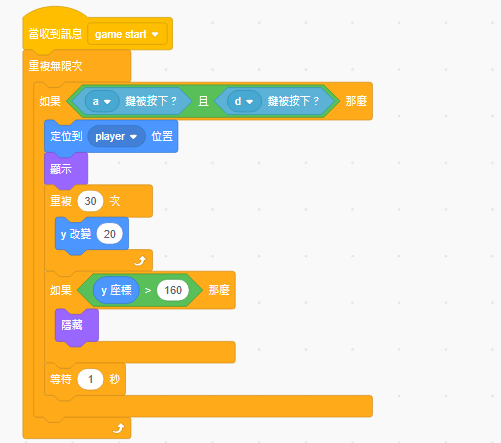 當收到訊息 game start
重複無限次
如果 a 鍵被按下？ 且 d 鍵被按下？ 那麼
定位到 player 位置
顯示
重複 30 次
y 改變 20
如果 y 座標 > 160 那麼
隱藏
等待 1 秒